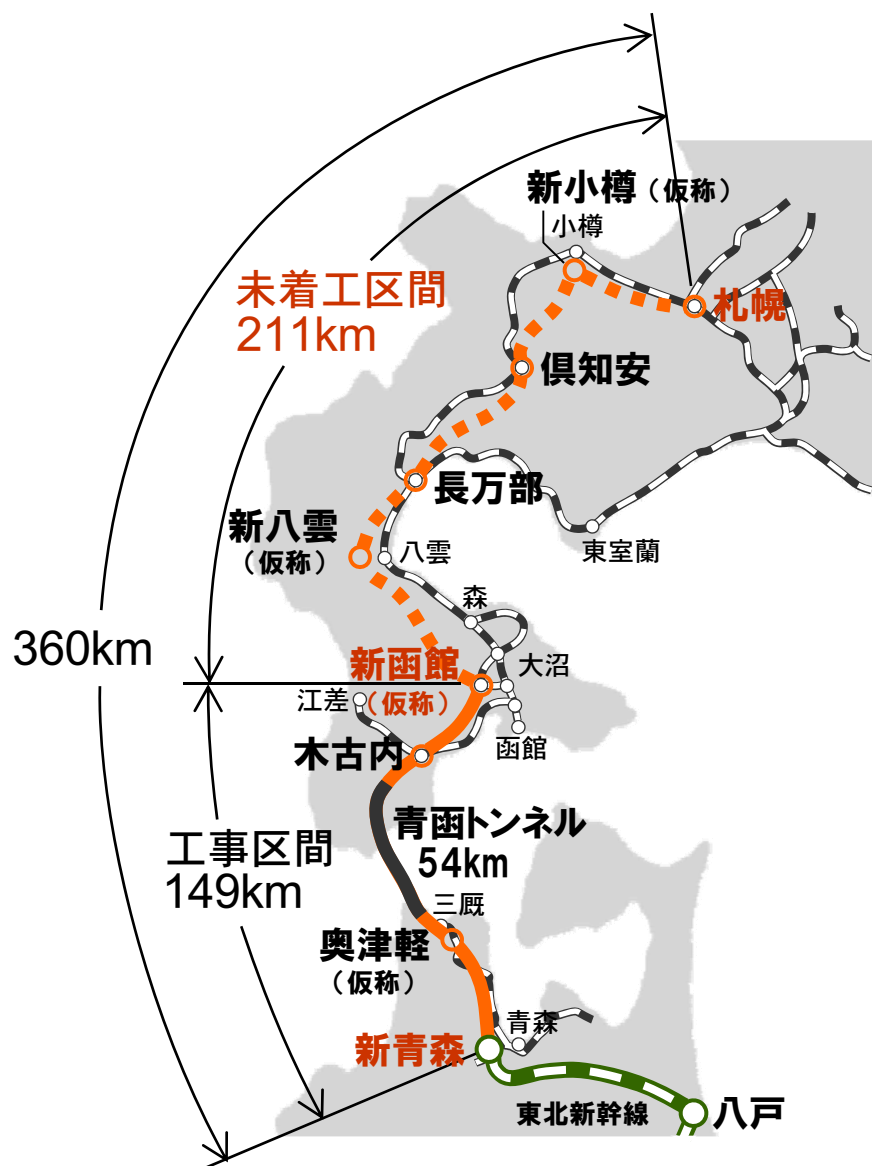 新小樽（仮称）
小樽
未着工区間
211km
札幌
倶知安
長万部
新八雲
（仮称）
八雲
東室蘭
森
360km
新函館
（仮称）
大沼
江差
函館
木古内
青函トンネル
54km
工事区間
149km
三厩
奥津軽
（仮称）
青森
新青森
東北新幹線
八戸